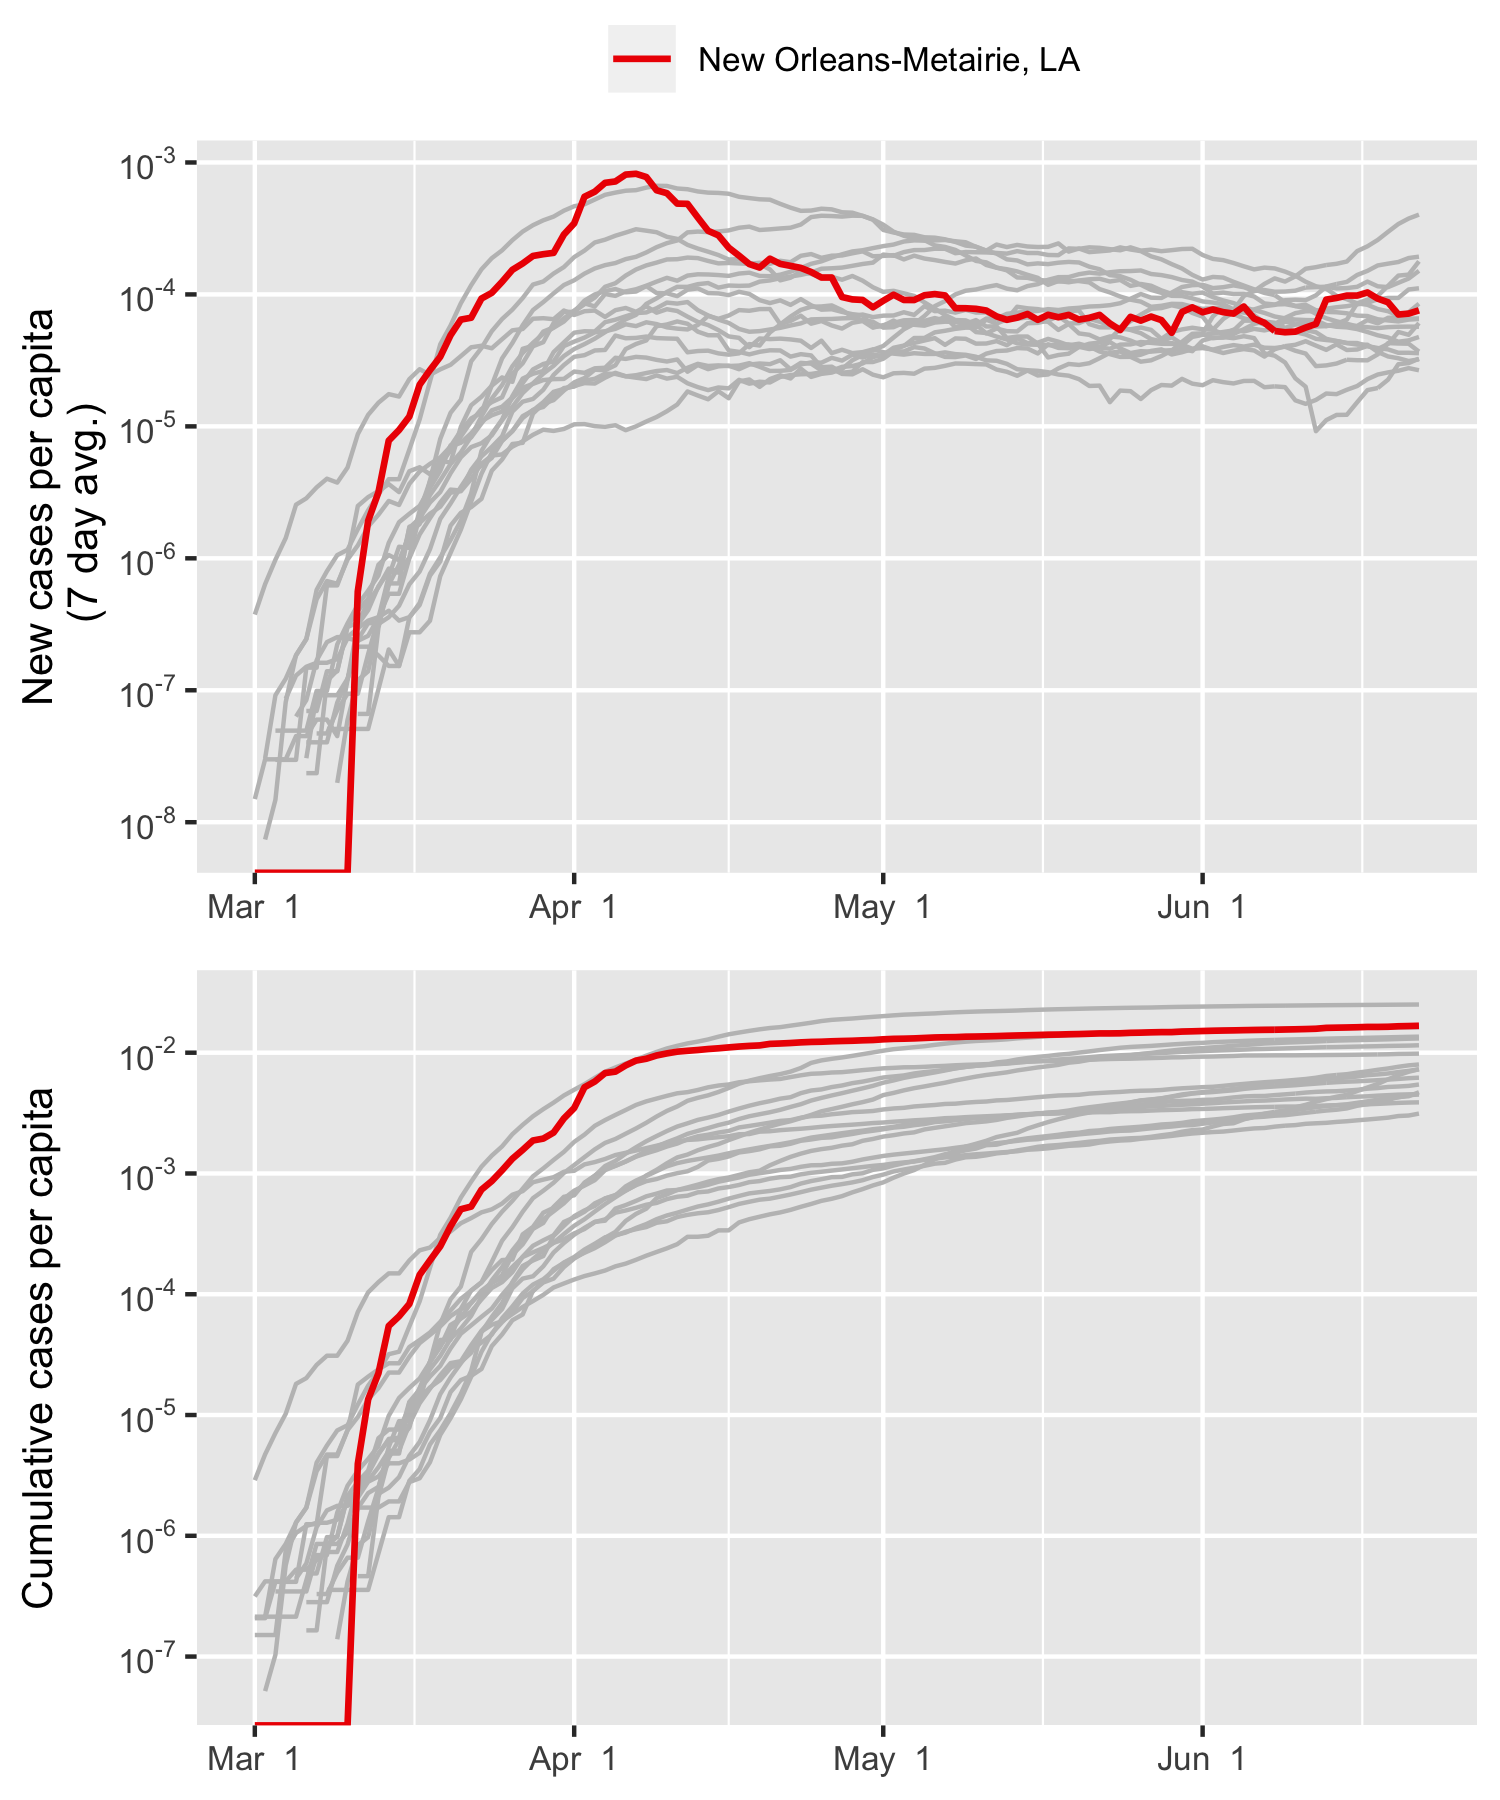 New Orleans-Metairie, LA
New cases per capita
(7 day avg.)
10-3
10-4
10-5
10-6
10-7
10-8
Mar 1 Apr 1 May 1 Jun 1
Cumulative cases per capita
10-2
10-3
10-4
10-5
10-6
10-7
Mar 1 Apr 1 May 1 Jun 1